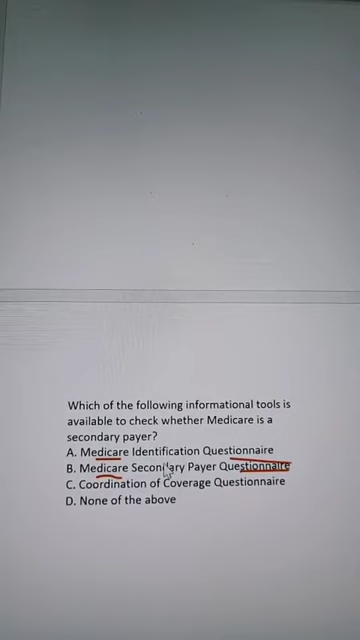 Which of the following informational tools is
available to check whether Medicare is a
secondary payer?
A. Medicare Identification Questionnaire
B. Medicare Secondary Payer Questionnaire
C. Coordination of Coverage Questionnaire
D. None of the above